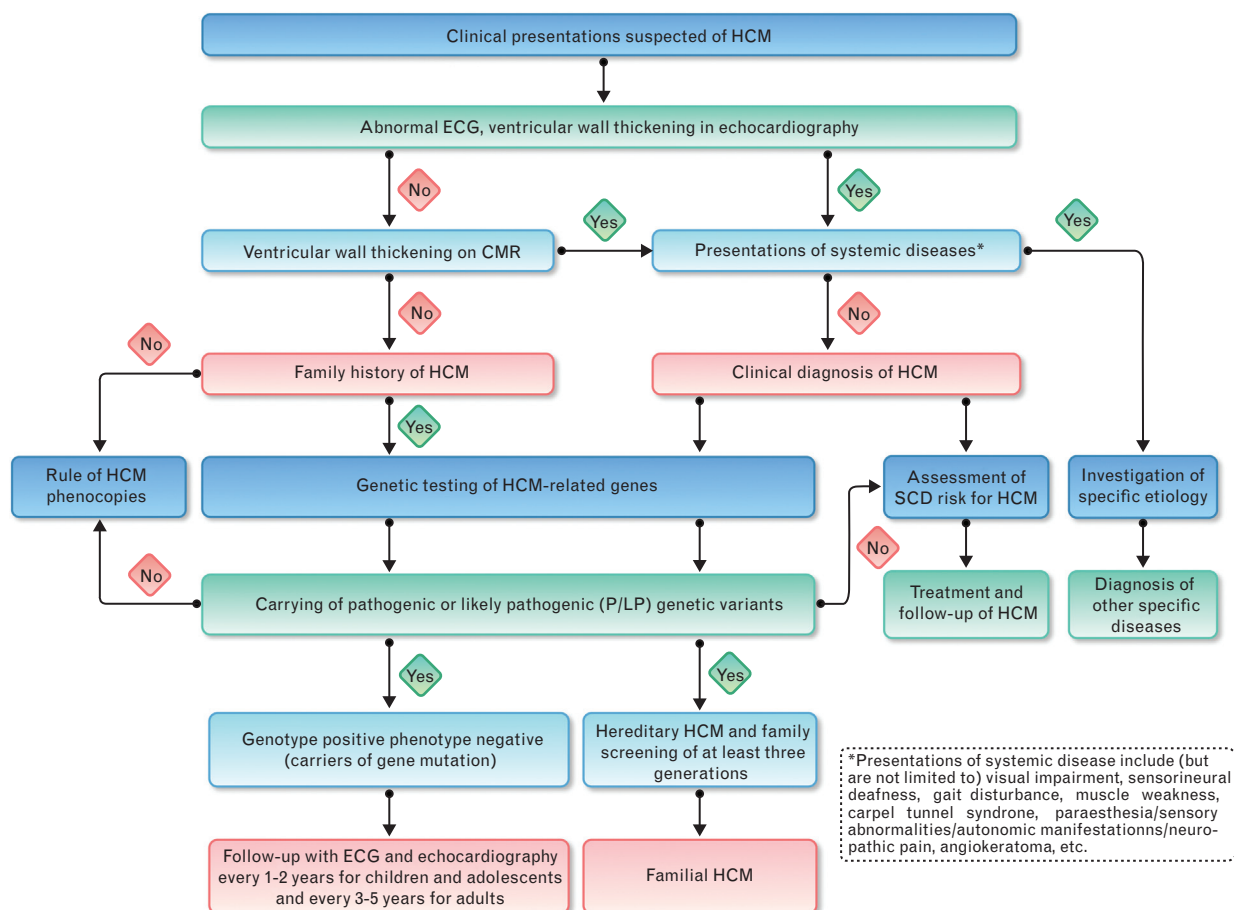 Clinical presentations suspected of HCM
Abnormal ECG, ventricular wall thickening in echocardiography
No
Yes
Yes
Yes
Ventricular wall thickening on CMR
Presentations of systemic diseases*
No
No
No
Family history of HCM
Clinical diagnosis of HCM
Yes
Rule of HCM
phenocopies
Genetic testing of HCM-related genes
Assessment of
SCD risk for HCM
Investigation of
specific etiology
No
No
Carrying of pathogenic or likely pathogenic (P/LP) genetic variants
Treatment and
follow-up of HCM
Diagnosis of
other specific
diseases
Yes
Yes
Genotype positive phenotype negative
(carriers of gene mutation)
Hereditary HCM and family
screening of at least three
generations
*Presentations of systemic disease include (but
are not limited to) visual impairment, sensorineural
deafness, gait disturbance, muscle weakness,
carpel tunnel syndrome, paraesthesia/sensory
abnormalities/autonomic manifestationns/neuro-
pathic pain, angiokeratoma, etc.
Follow-up with ECG and echocardiography
every 1-2 years for children and adolescents
and every 3-5 years for adults
Familial HCM